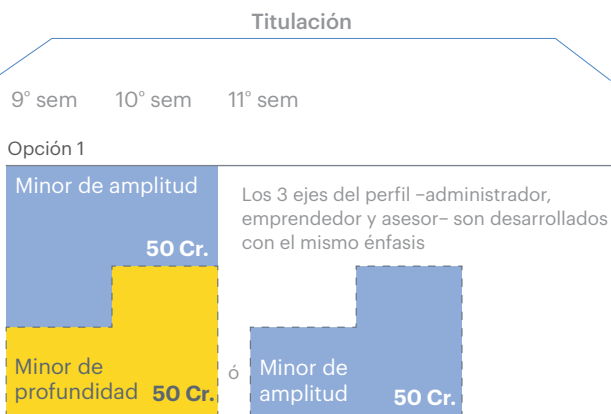 Titulación
9° sem 10° sem 11° sem
Opción 1
Minor de amplitud
50 Cr.
Los 3 ejes del perfil –administrador,
emprendedor y asesor– son desarrollados
con el mismo énfasis
Minor de
profundidad 50 Cr.
ó
Minor de
amplitud 50 Cr.